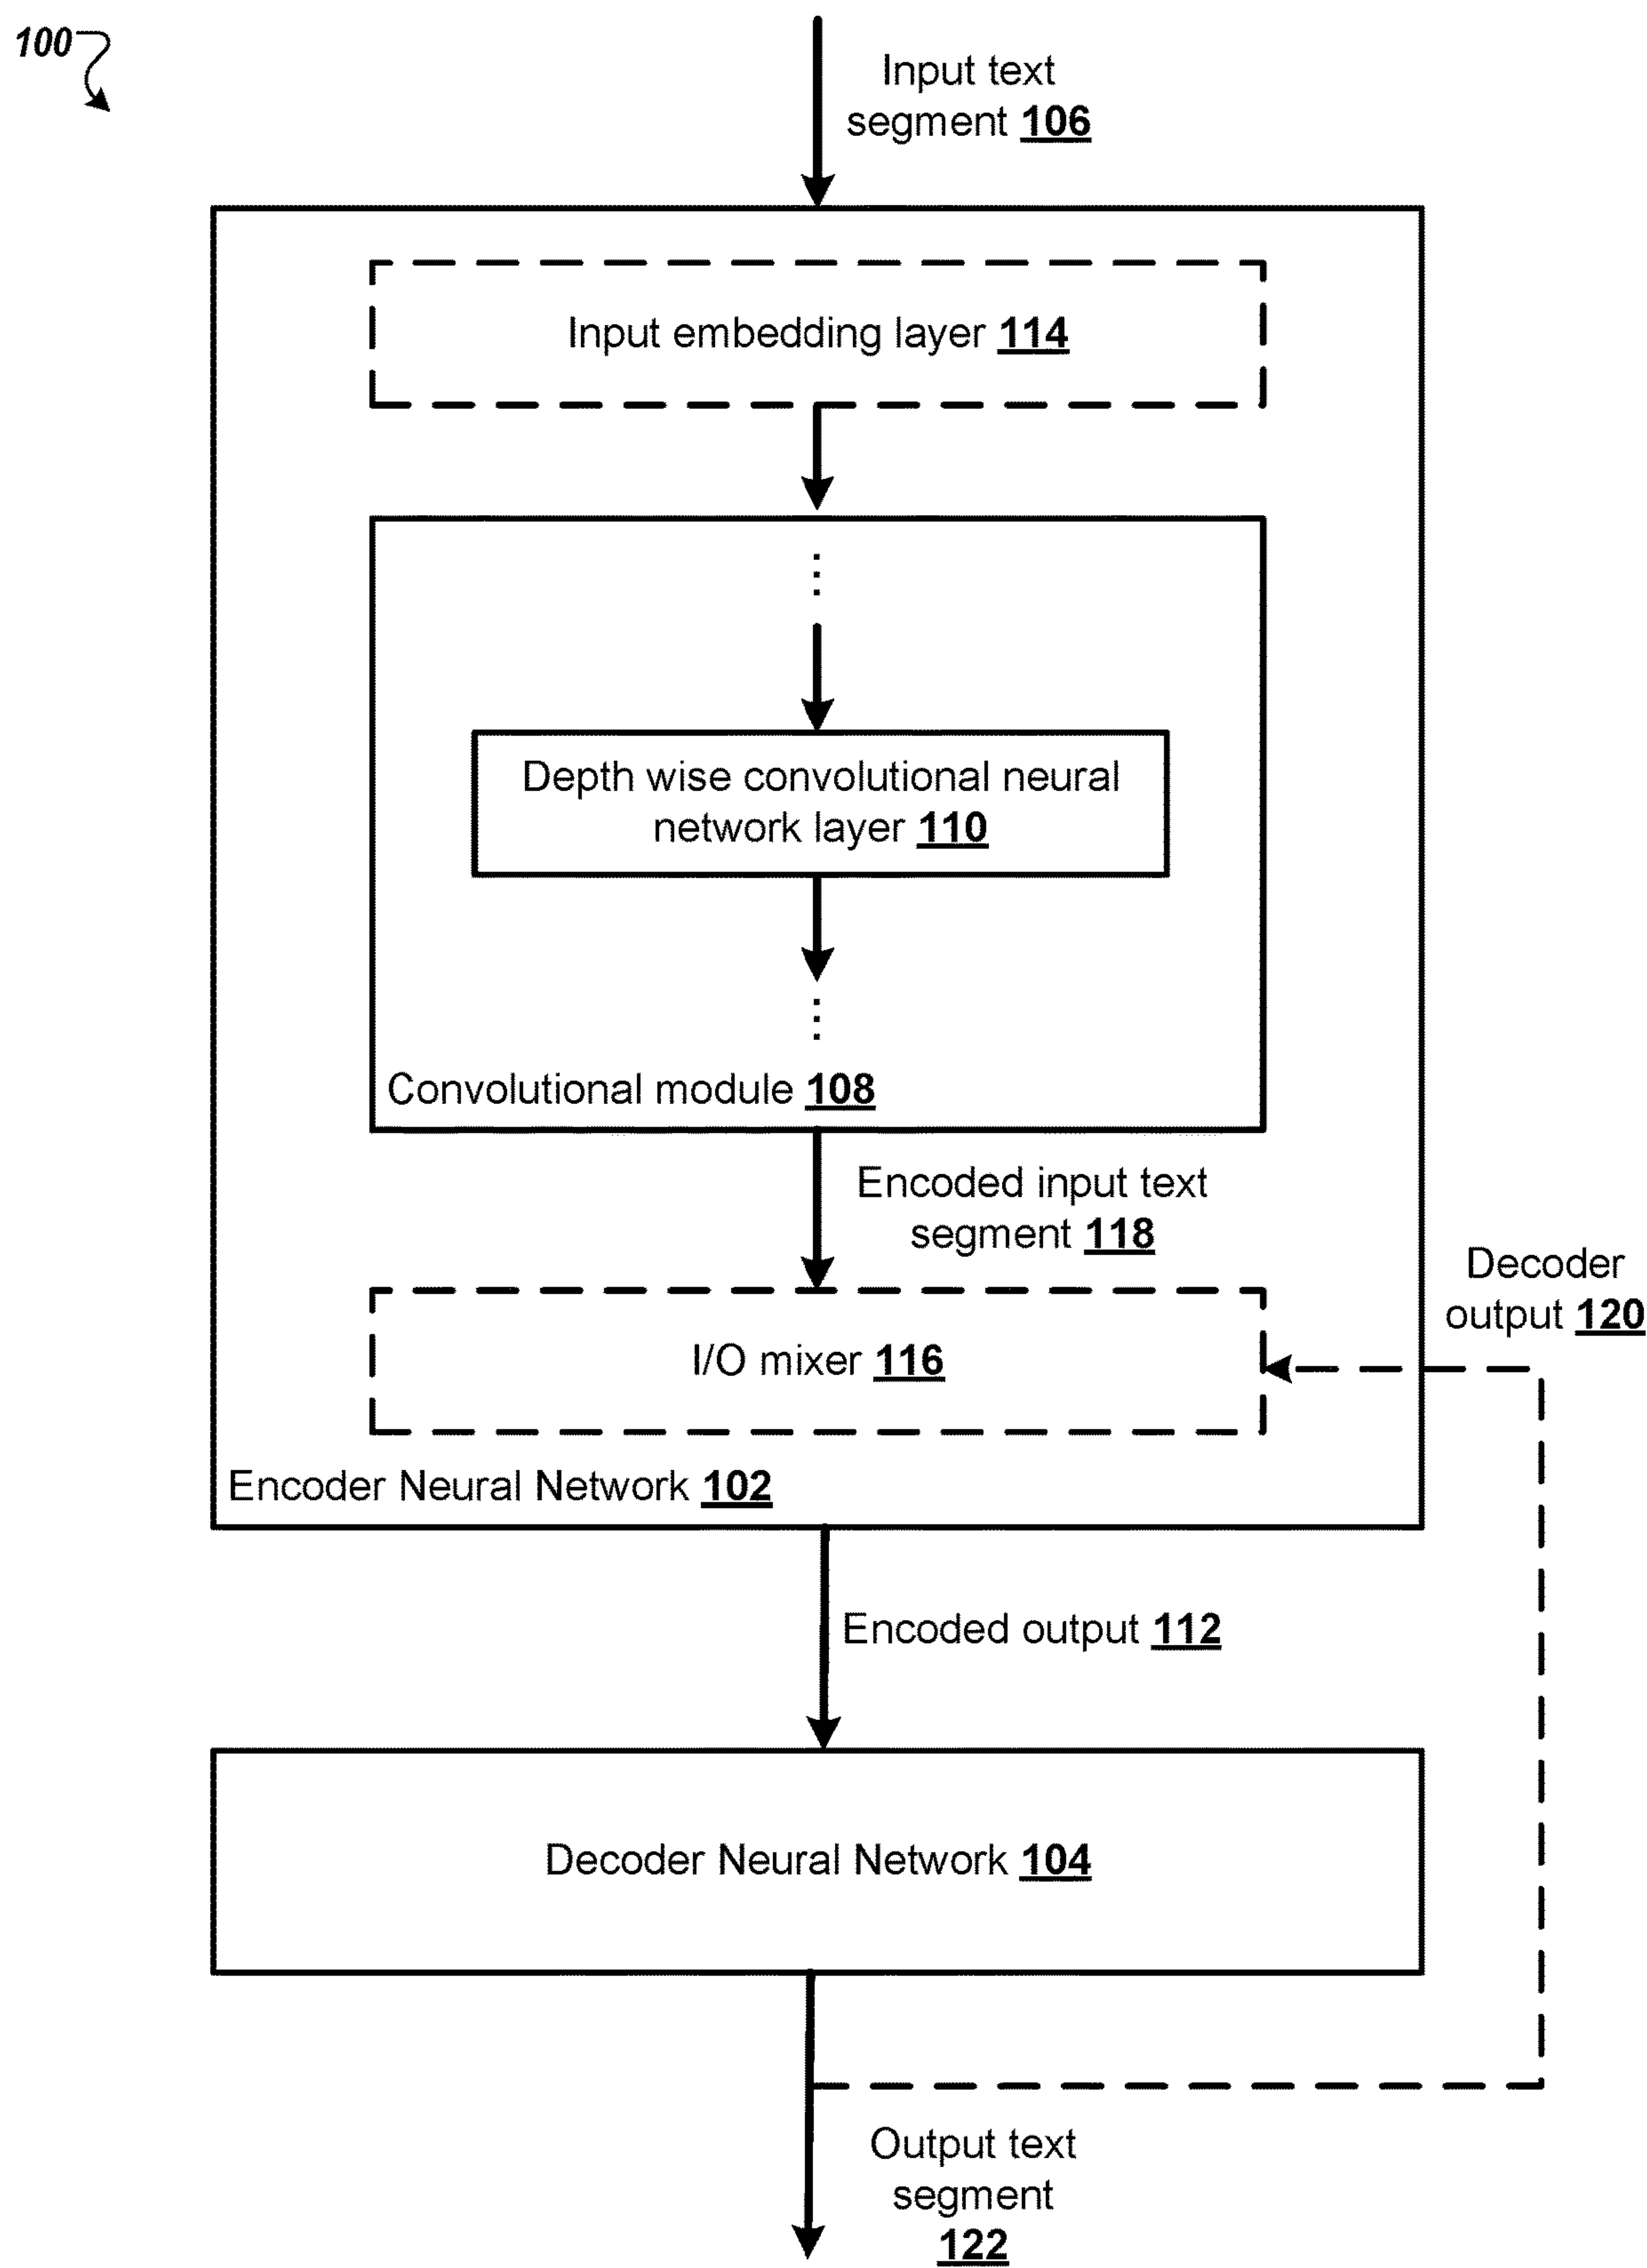 100
Input text
segment 106
Input embedding layer 114
Depth wise convolutional neural
network layer 110
Convolutional module 108
Encoded input text
segment 118
Decoder
output 120
I/O mixer 116
Encoder Neural Network 102
Encoded output 112
Decoder Neural Network 104
Output text
segment
122